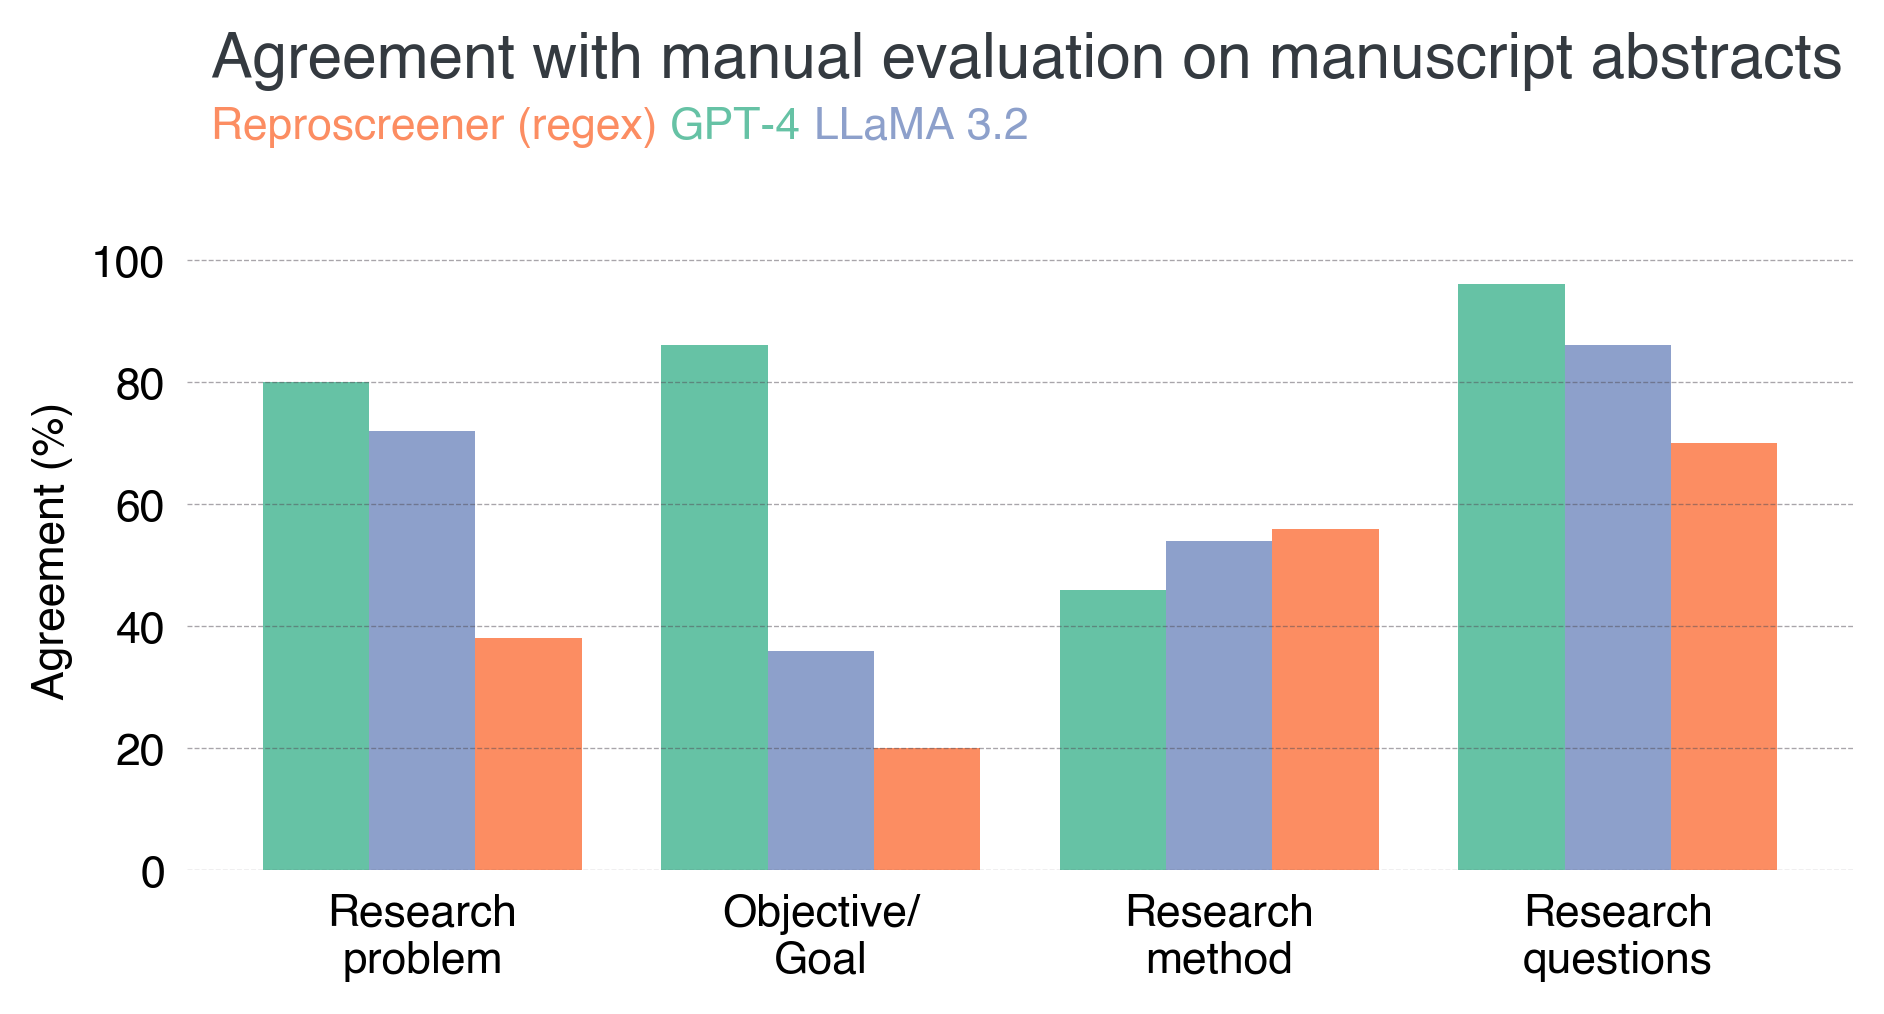 Agreement with manual evaluation on manuscript abstracts
Reproscreener (regex) GPT-4 LLaMA 3.2
Agreement (%)
100
80
60
40
20
0
Research
problem
Objective/
Goal
Research
method
Research
questions